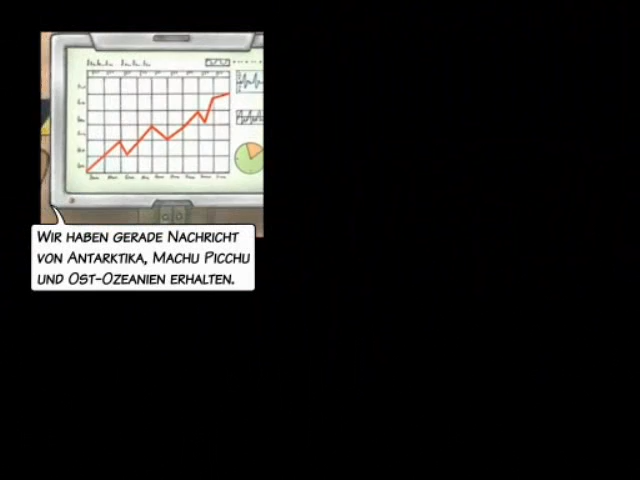 Wir haben gerade Nachricht
von Antarktika, Machu Picchu
und Ost-Ozeanien erhalten.